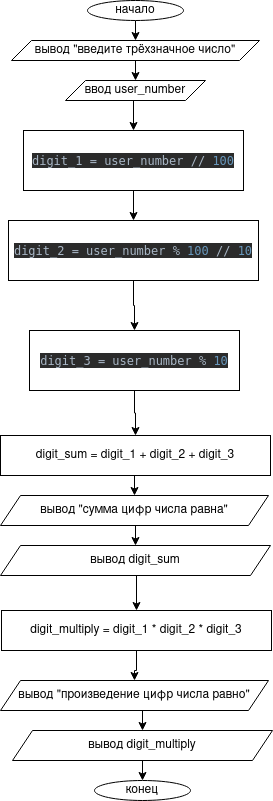 начало
вывод "введите трёхзначное число"
ввод user_number
digit_1 = user_number // 100
digit_2 = user_number % 100 // 10
digit_3 = user_number % 10
digit_sum = digit_1 + digit_2 + digit_3
вывод "сумма цифр числа равна"
вывод digit_sum
digit_multiply = digit_1 * digit_2 * digit_3
вывод "произведение цифр числа равно"
вывод digit_multiply
конец